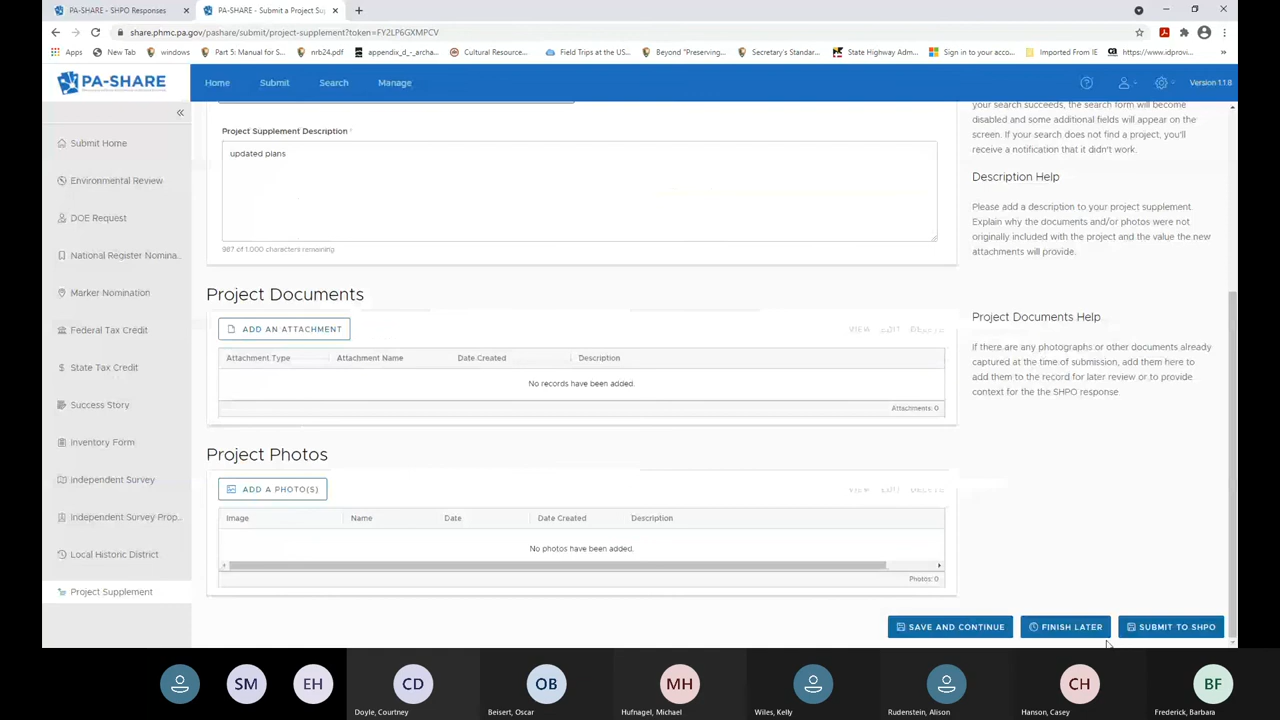 PA-SHARE - SHPO Responses
PA-SHARE - Submit a Project Sup
share.phmc.pa.gov/pashare/submit/project-supplement?token=FY2LP6GXMPCV
Apps
New Tab
windows
Part 5: Manual for S...
nrb24.pdf
appendix_d_-_archa...
Cultural Resource...
Field Trips at the US...
Beyond "Preserving...
Secretary's Standar...
State Highway Adm...
Sign in to your acco...
Imported From IE
https://www.idprovi...
PA-SHARE
Home
Submit
Search
Manage
Version 1.1.8
Submit Home
Environmental Review
DOE Request
National Register Nomina...
Marker Nomination
Federal Tax Credit
State Tax Credit
Success Story
Inventory Form
Independent Survey
Independent Survey Prop...
Local Historic District
Project Supplement
Project Supplement Description *
updated plans
987 of 1,000 characters remaining
Project Documents
ADD AN ATTACHMENT
VIEW EDIT DELETE
Attachment Type Attachment Name Date Created Description
No records have been added.
Attachments: 0
Project Photos
ADD A PHOTO(S)
VIEW EDIT DELETE
Image Name Date Date Created Description
No photos have been added.
Photos: 0
your search succeeds, the search form will become
disabled and some additional fields will appear on the
screen. If your search does not find a project, you'll
receive a notification that it didn't work.
Description Help
Please add a description to your project supplement.
Explain why the documents and/or photos were not
originally included with the project and the value the new
attachments will provide.
Project Documents Help
If there are any photographs or other documents already
captured at the time of submission, add them here to
add them to the record for later review or to provide
context for the the SHPO response.
SAVE AND CONTINUE
FINISH LATER
SUBMIT TO SHPO
SM
EH
CD
OB
MH
CH
BF
Doyle, Courtney
Beisert, Oscar
Hufnagel, Michael
Wiles, Kelly
Rudenstein, Alison
Hanson, Casey
Frederick, Barbara